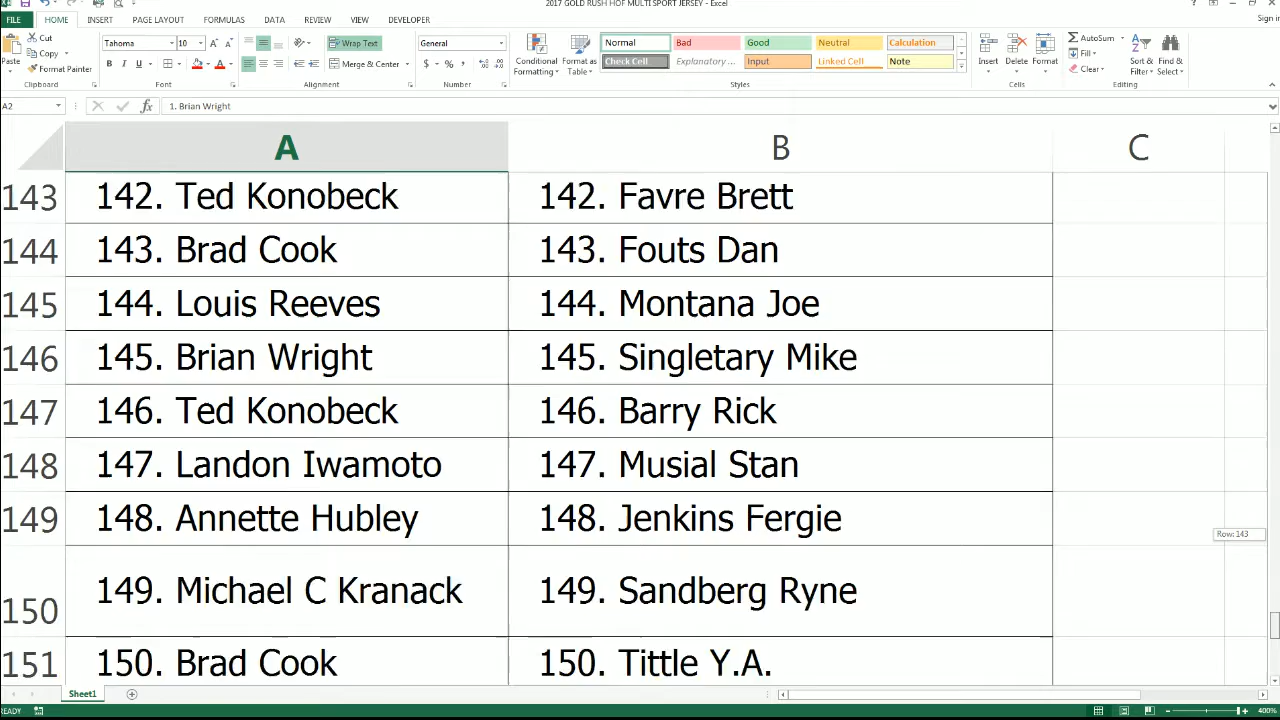 2017 GOLD RUSH HOF MULTI SPORT JERSEY - Excel
Sign in
FILE HOME INSERT PAGE LAYOUT FORMULAS DATA REVIEW VIEW DEVELOPER
Paste
Cut
Copy
Format Painter
Clipboard
Tahoma 10
B I U
Font
Wrap Text
Merge & Center
Alignment
General
$ % ,
Number
Conditional Formatting
Format as Table
Normal Bad Good Neutral Calculation
Check Cell Explanatory ... Input Linked Cell Note
Styles
Insert Delete Format
Cells
AutoSum
Fill
Clear
Sort & Filter
Find & Select
Editing
A2 fx 1. Brian Wright
A B C
143 142. Ted Konobeck 142. Favre Brett
144 143. Brad Cook 143. Fouts Dan
145 144. Louis Reeves 144. Montana Joe
146 145. Brian Wright 145. Singletary Mike
147 146. Ted Konobeck 146. Barry Rick
148 147. Landon Iwamoto 147. Musial Stan
149 148. Annette Hubley 148. Jenkins Fergie
Row: 143
150 149. Michael C Kranack 149. Sandberg Ryne
151 150. Brad Cook 150. Tittle Y.A.
Sheet1
READY
400%